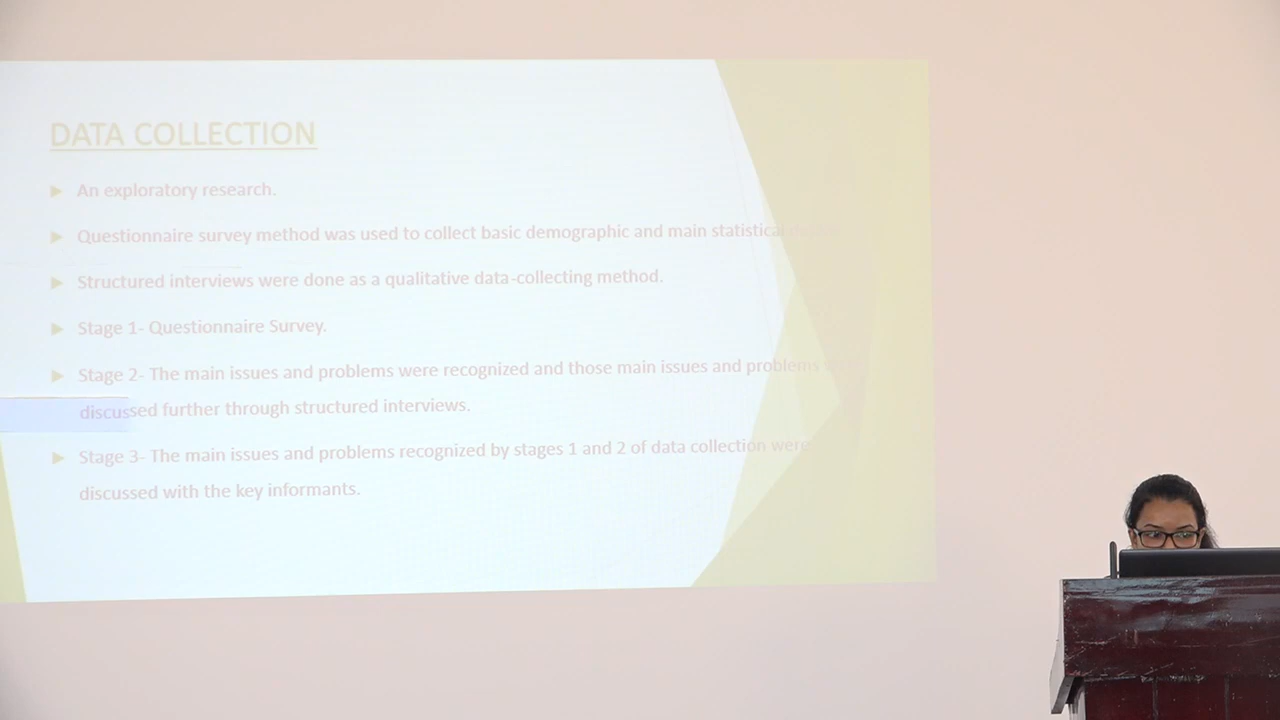 DATA COLLECTION
An exploratory research.
Questionnaire survey method was used to collect basic demographic and main statistical
Structured interviews were done as a qualitative data-collecting method.
Stage 1- Questionnaire Survey.
Stage 2- The main issues and problems were recognized and those main issues and problems
discussed further through structured interviews.
Stage 3- The main issues and problems recognized by stages 1 and 2 of data collection were
discussed with the key informants.